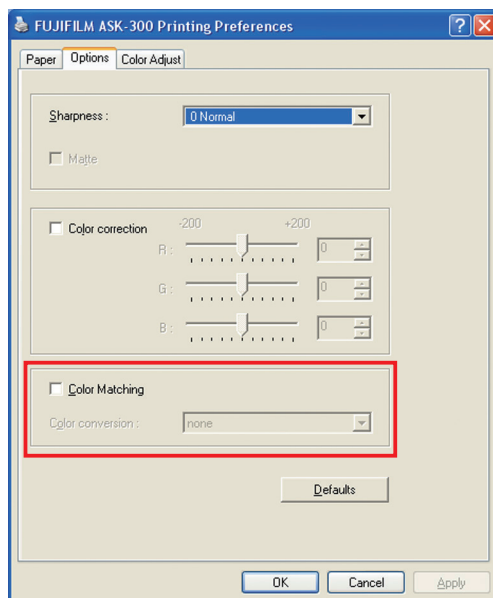 FUJIFILM ASK-300 Printing Preferences
Paper Options Color Adjust
Sharpness : 0 Normal
Matte
Color correction -200 +200
R : 0
G : 0
B : 0
Color Matching
Color conversion : none
Defaults
OK Cancel Apply